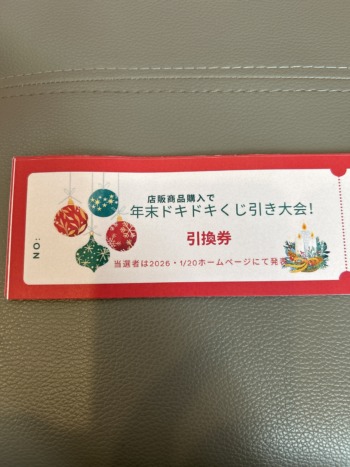 店販商品購入で
年末ドキドキくじ引き大会!
引換券
当選者は2026・1/20ホームページにて発表
NO: